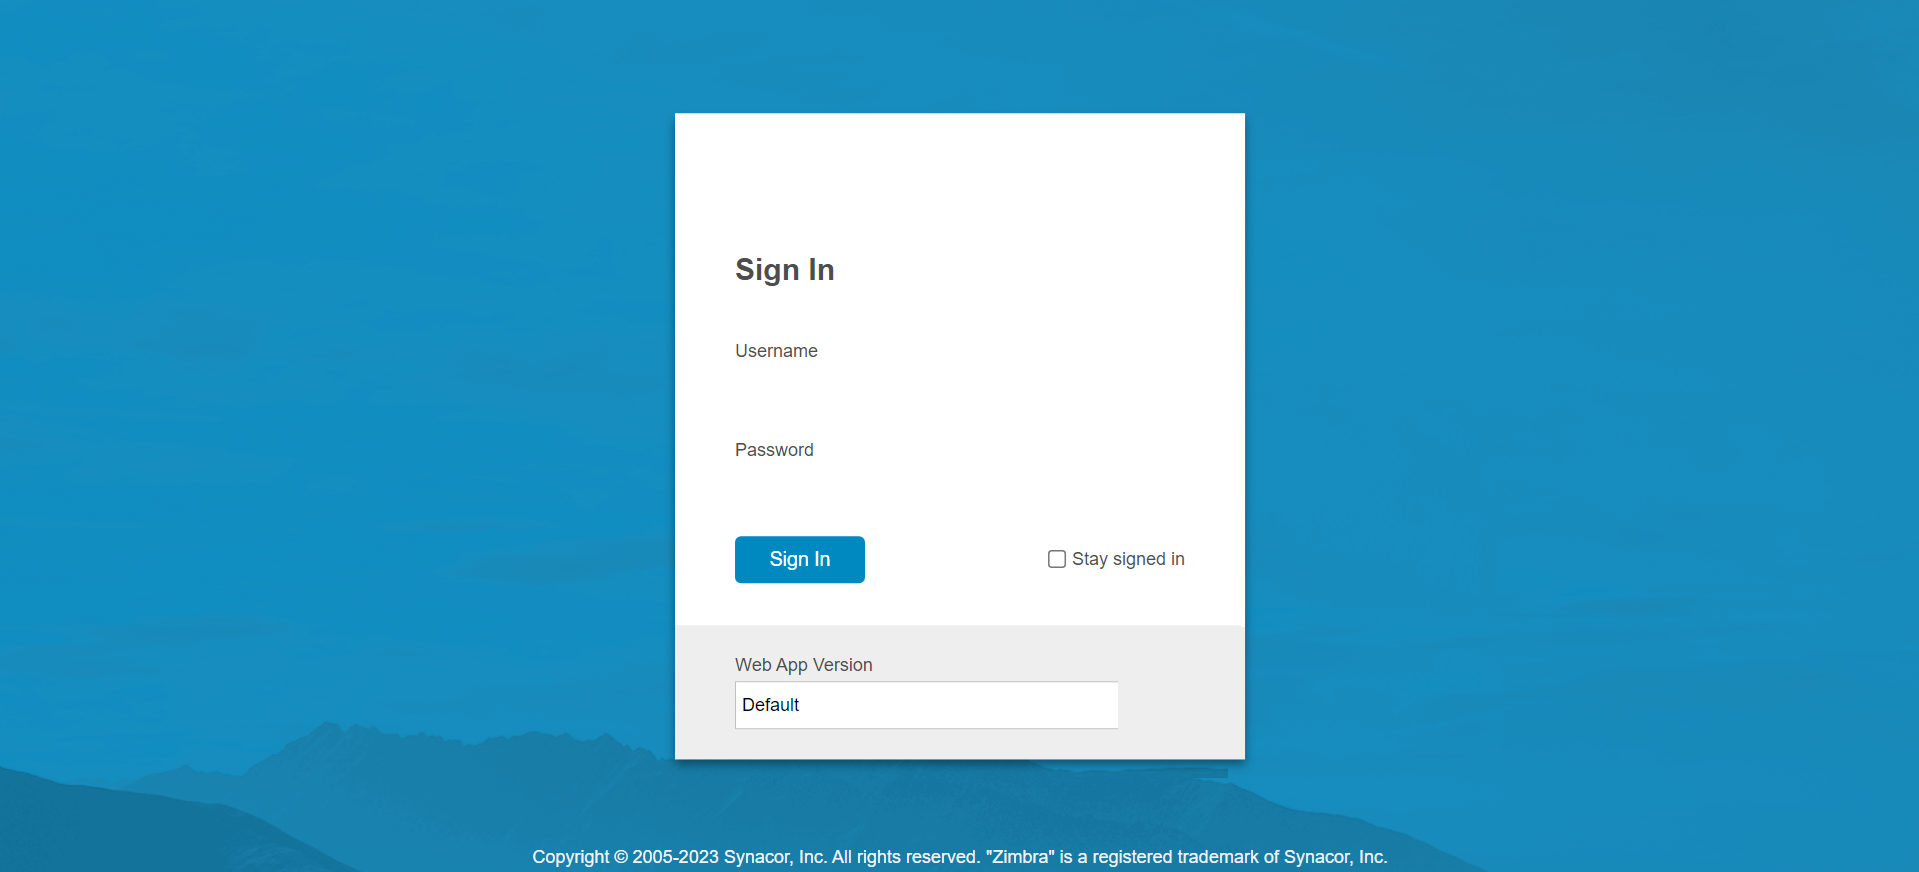 Sign In
Username
Password
Sign In
Stay signed in
Web App Version
Default
Copyright © 2005-2023 Synacor, Inc. All rights reserved. "Zimbra" is a registered trademark of Synacor, Inc.